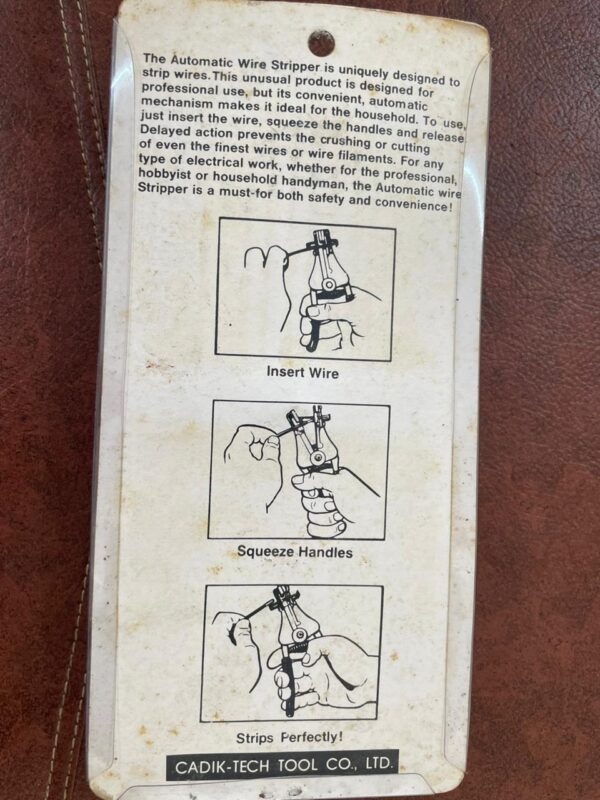 The Automatic Wire Stripper is uniquely designed to
strip wires.This unusual product is designed for
professional use, but its convenient, automatic
mechanism makes it ideal for the household. To use,
just insert the wire, squeeze the handles and release
Delayed action prevents the crushing or cutting
of even the finest wires or wire filaments. For any
type of electrical work, whether for the professional,
hobbyist or household handyman, the Automatic wire
Stripper is a must-for both safety and convenience!
Insert Wire
Squeeze Handles
Strips Perfectly!
CADIK-TECH TOOL CO., LTD.